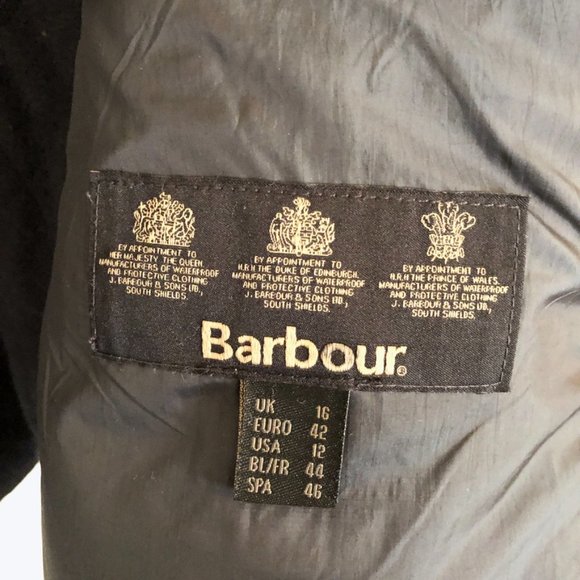 BY APPOINTMENT TO
HER MAJESTY THE QUEEN
MANUFACTURERS OF WATERPROOF
AND PROTECTIVE CLOTHING
J. BARBOUR & SONS LTD.,
SOUTH SHIELDS.
BY APPOINTMENT TO
H.R.H. THE DUKE OF EDINBURGH.
MANUFACTURERS OF WATERPROOF
AND PROTECTIVE CLOTHING
J. BARBOUR & SONS LTD.,
SOUTH SHIELDS.
BY APPOINTMENT TO
H.R.H. THE PRINCE OF WALES.
MANUFACTURERS OF WATERPROOF
AND PROTECTIVE CLOTHING
J. BARBOUR & SONS LTD.,
SOUTH SHIELDS.
Barbour®
UK 16
EURO 42
USA 12
BL/FR 44
SPA 46